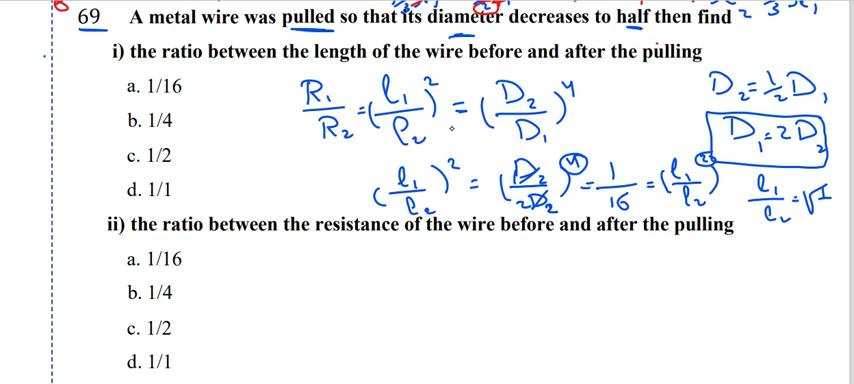 69 A metal wire was pulled so that its diameter decreases to half then find
i) the ratio between the length of the wire before and after the pulling
a. 1/16
b. 1/4
c. 1/2
d. 1/1
R₁/R₂ = (l₁/l₂)² = (D₂/D₁)⁴
D₂ = ½ D₁
D₁ = 2D₂
(l₁/l₂)² = (D₂/2D₂)⁴ = 1/16 = (l₁/l₂)²
l₁/l₂ = √
ii) the ratio between the resistance of the wire before and after the pulling
a. 1/16
b. 1/4
c. 1/2
d. 1/1